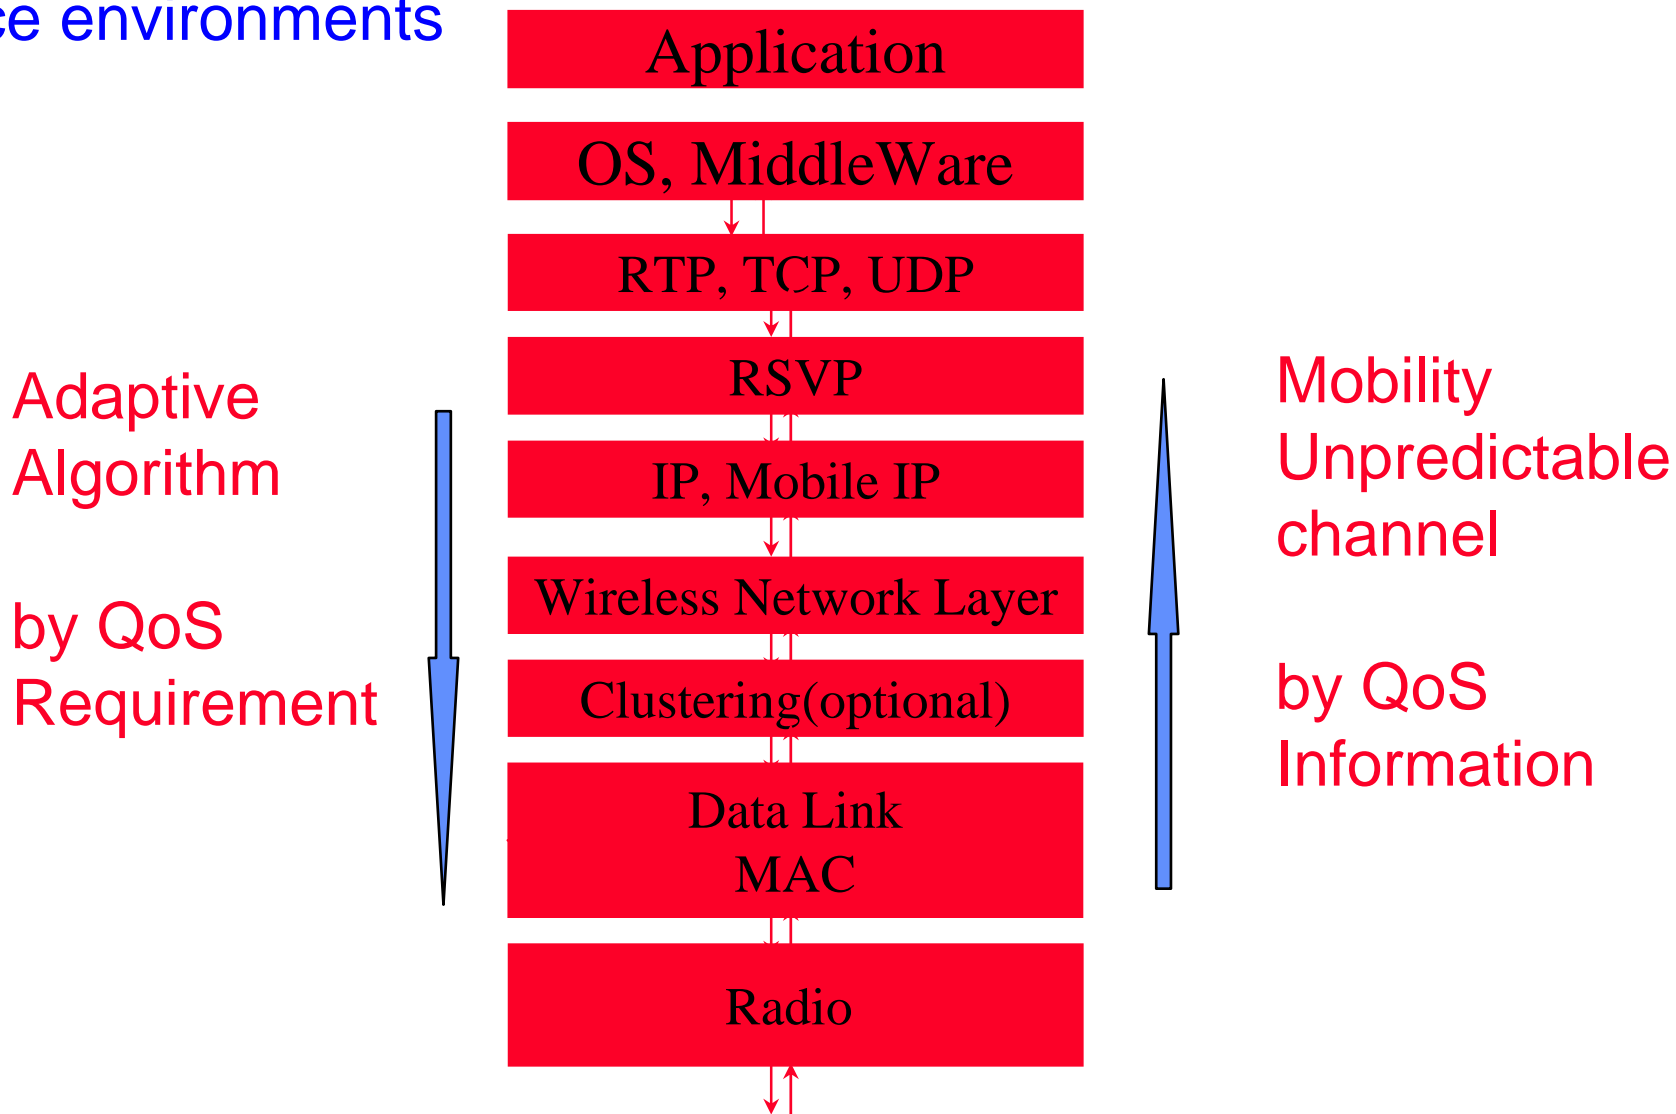 environments
Application
OS, MiddleWare
RTP, TCP, UDP
RSVP
IP, Mobile IP
Wireless Network Layer
Clustering(optional)
Data Link
MAC
Radio
Adaptive
Algorithm
by QoS
Requirement
Mobility
Unpredictable
channel
by QoS
Information